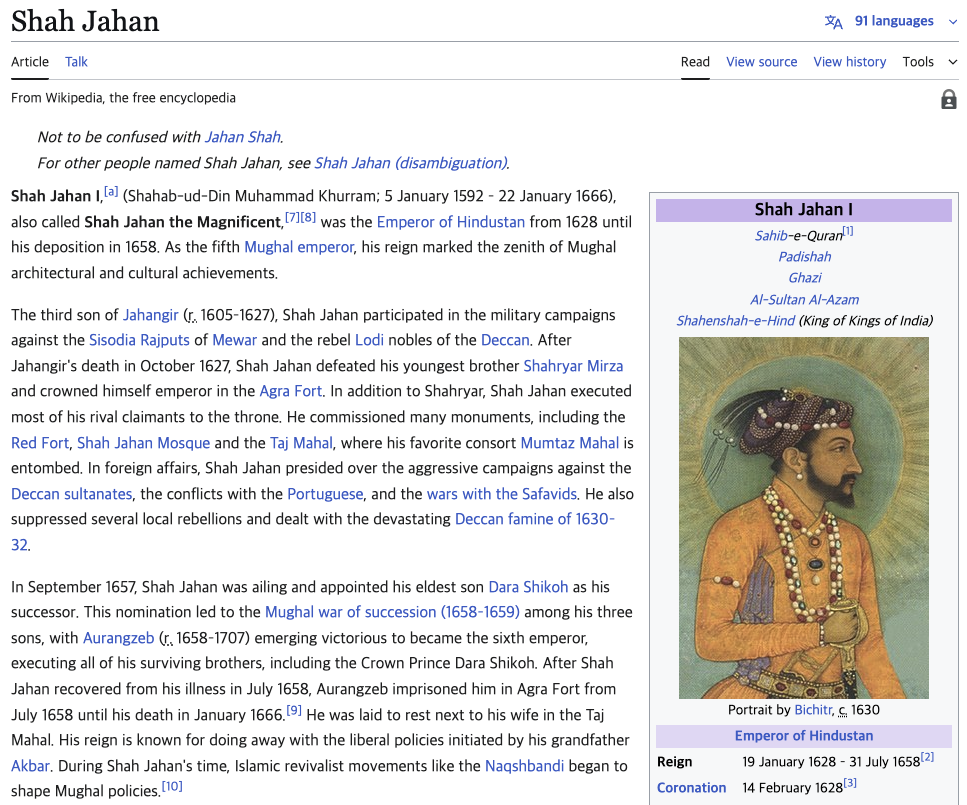 Shah Jahan
91 languages
Article Talk Read View source View history Tools
From Wikipedia, the free encyclopedia
Not to be confused with Jahan Shah.
For other people named Shah Jahan, see Shah Jahan (disambiguation).
Shah Jahan I,[a] (Shahab-ud-Din Muhammad Khurram; 5 January 1592 - 22 January 1666),
also called Shah Jahan the Magnificent,[7][8] was the Emperor of Hindustan from 1628 until
his deposition in 1658. As the fifth Mughal emperor, his reign marked the zenith of Mughal
architectural and cultural achievements.
The third son of Jahangir (r. 1605-1627), Shah Jahan participated in the military campaigns
against the Sisodia Rajputs of Mewar and the rebel Lodi nobles of the Deccan. After
Jahangir's death in October 1627, Shah Jahan defeated his youngest brother Shahryar Mirza
and crowned himself emperor in the Agra Fort. In addition to Shahryar, Shah Jahan executed
most of his rival claimants to the throne. He commissioned many monuments, including the
Red Fort, Shah Jahan Mosque and the Taj Mahal, where his favorite consort Mumtaz Mahal is
entombed. In foreign affairs, Shah Jahan presided over the aggressive campaigns against the
Deccan sultanates, the conflicts with the Portuguese, and the wars with the Safavids. He also
suppressed several local rebellions and dealt with the devastating Deccan famine of 1630-
32.
In September 1657, Shah Jahan was ailing and appointed his eldest son Dara Shikoh as his
successor. This nomination led to the Mughal war of succession (1658-1659) among his three
sons, with Aurangzeb (r. 1658-1707) emerging victorious to became the sixth emperor,
executing all of his surviving brothers, including the Crown Prince Dara Shikoh. After Shah
Jahan recovered from his illness in July 1658, Aurangzeb imprisoned him in Agra Fort from
July 1658 until his death in January 1666.[9] He was laid to rest next to his wife in the Taj
Mahal. His reign is known for doing away with the liberal policies initiated by his grandfather
Akbar. During Shah Jahan's time, Islamic revivalist movements like the Naqshbandi began to
shape Mughal policies.[10]
Shah Jahan I
Sahib-e-Quran[1]
Padishah
Ghazi
Al-Sultan Al-Azam
Shahenshah-e-Hind (King of Kings of India)
Portrait by Bichitr, c. 1630
Emperor of Hindustan
Reign 19 January 1628 - 31 July 1658[2]
Coronation 14 February 1628[3]